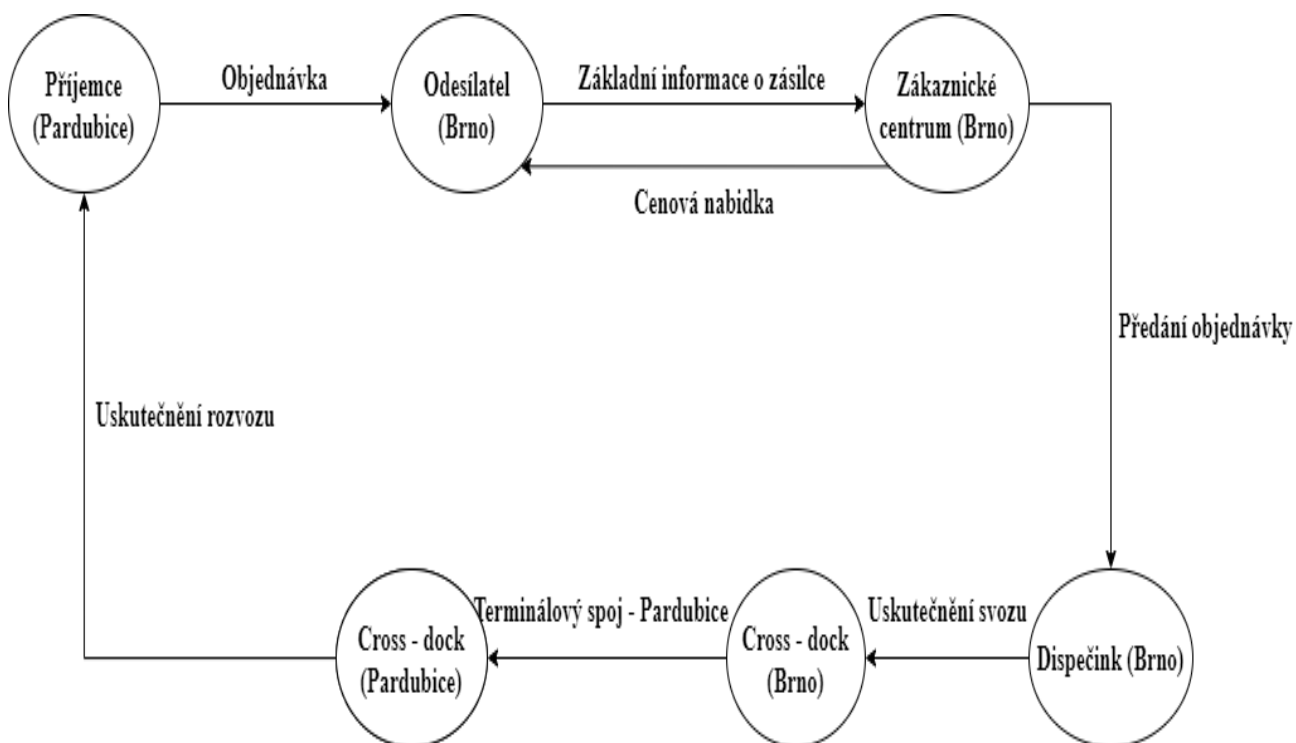 Příjemce
(Pardubice)
Objednávka
Odesílatel
(Brno)
Základní informace o zásilce
Zákaznické
centrum (Brno)
Cenová nabidka
Předání objednávky
Uskutečnění rozvozu
Cross - dock
(Pardubice)
Terminálový spoj - Pardubice
Cross - dock
(Brno)
Uskutečnění svozu
Dispečink (Brno)